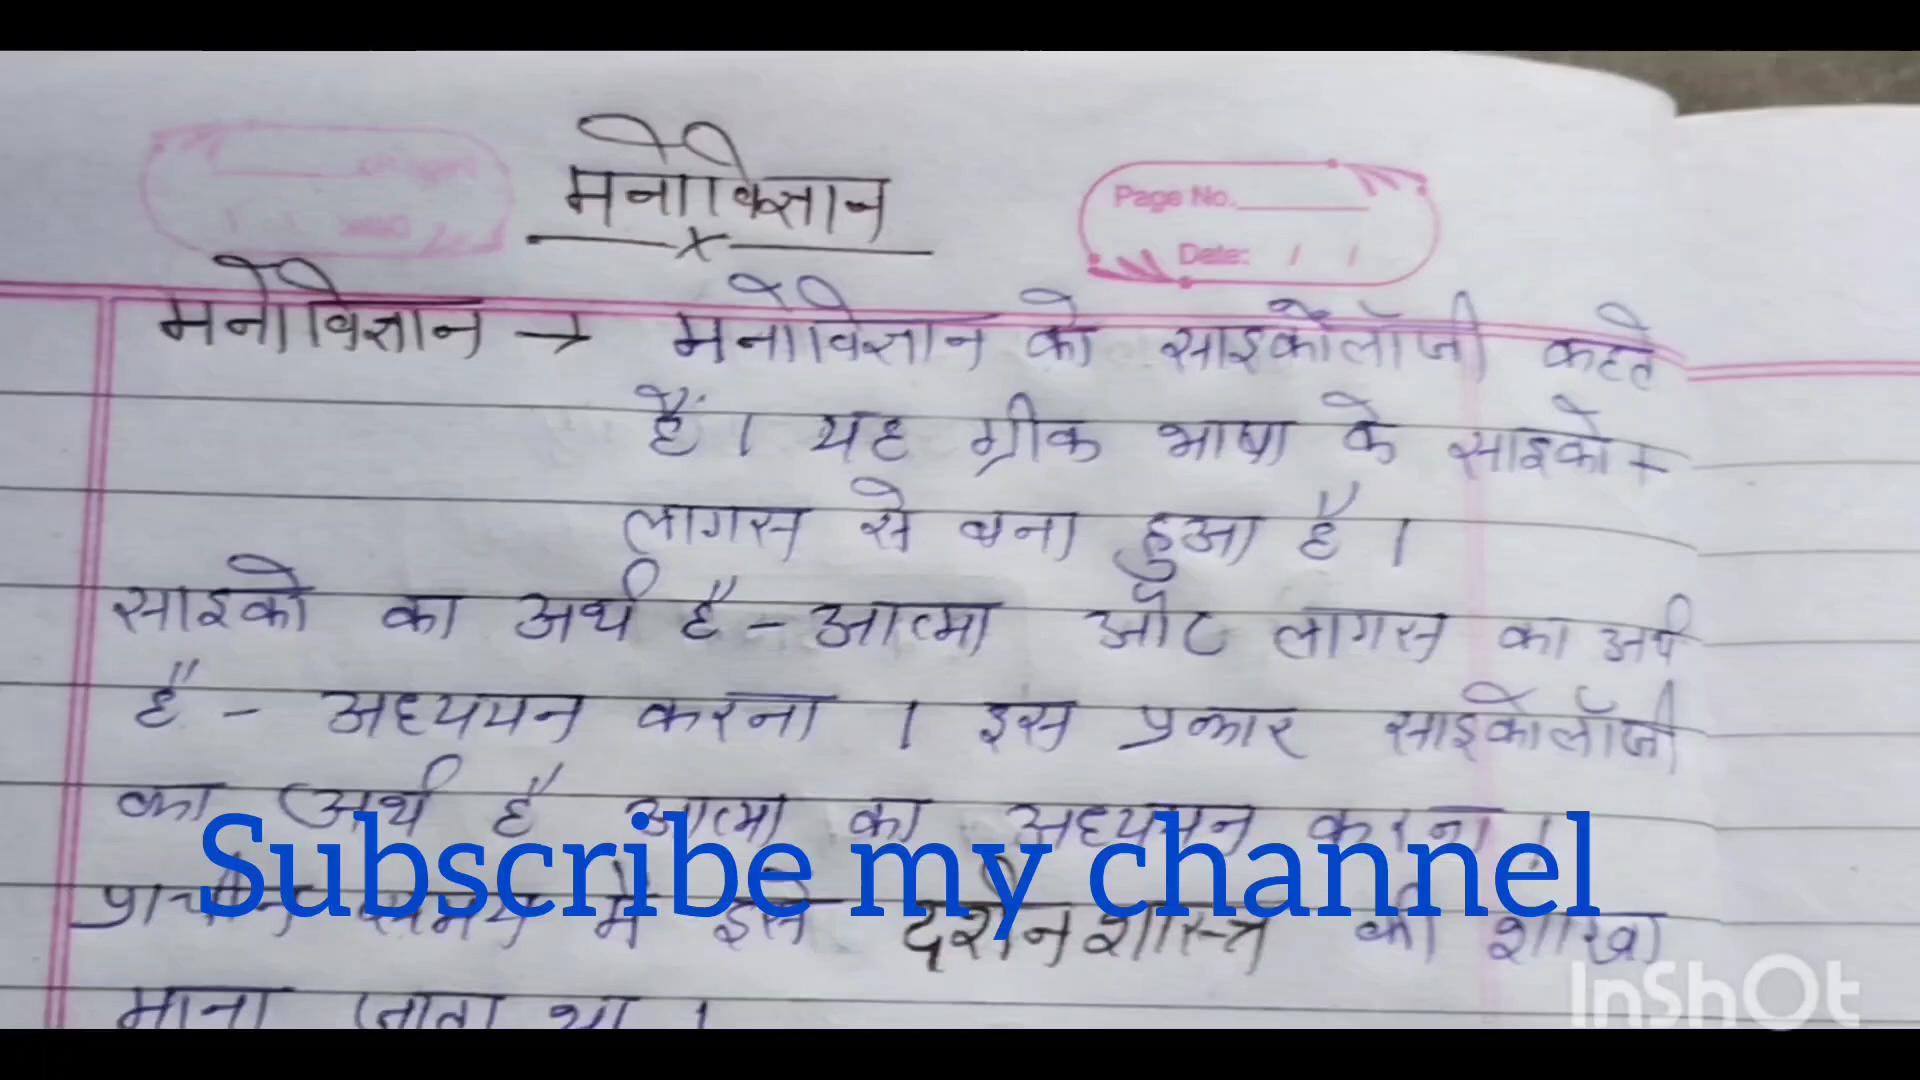 मनोविज्ञान
x
Page No.
Date: / /
मनोविज्ञान → मनोविज्ञान को साइकोलॉजी कहते
हैं। यह ग्रीक भाषा के साइको +
लागस से बना हुआ है।
साइको का अर्थ है - आत्मा और लागस का अर्थ
है - अध्ययन करना। इस प्रकार साइकोलॉजी
का अर्थ है आत्मा का अध्ययन करना।
Subscribe my channel
प्राचीन समय में इसे दर्शनशास्त्र की शाखा
माना जाता था।
InShOt